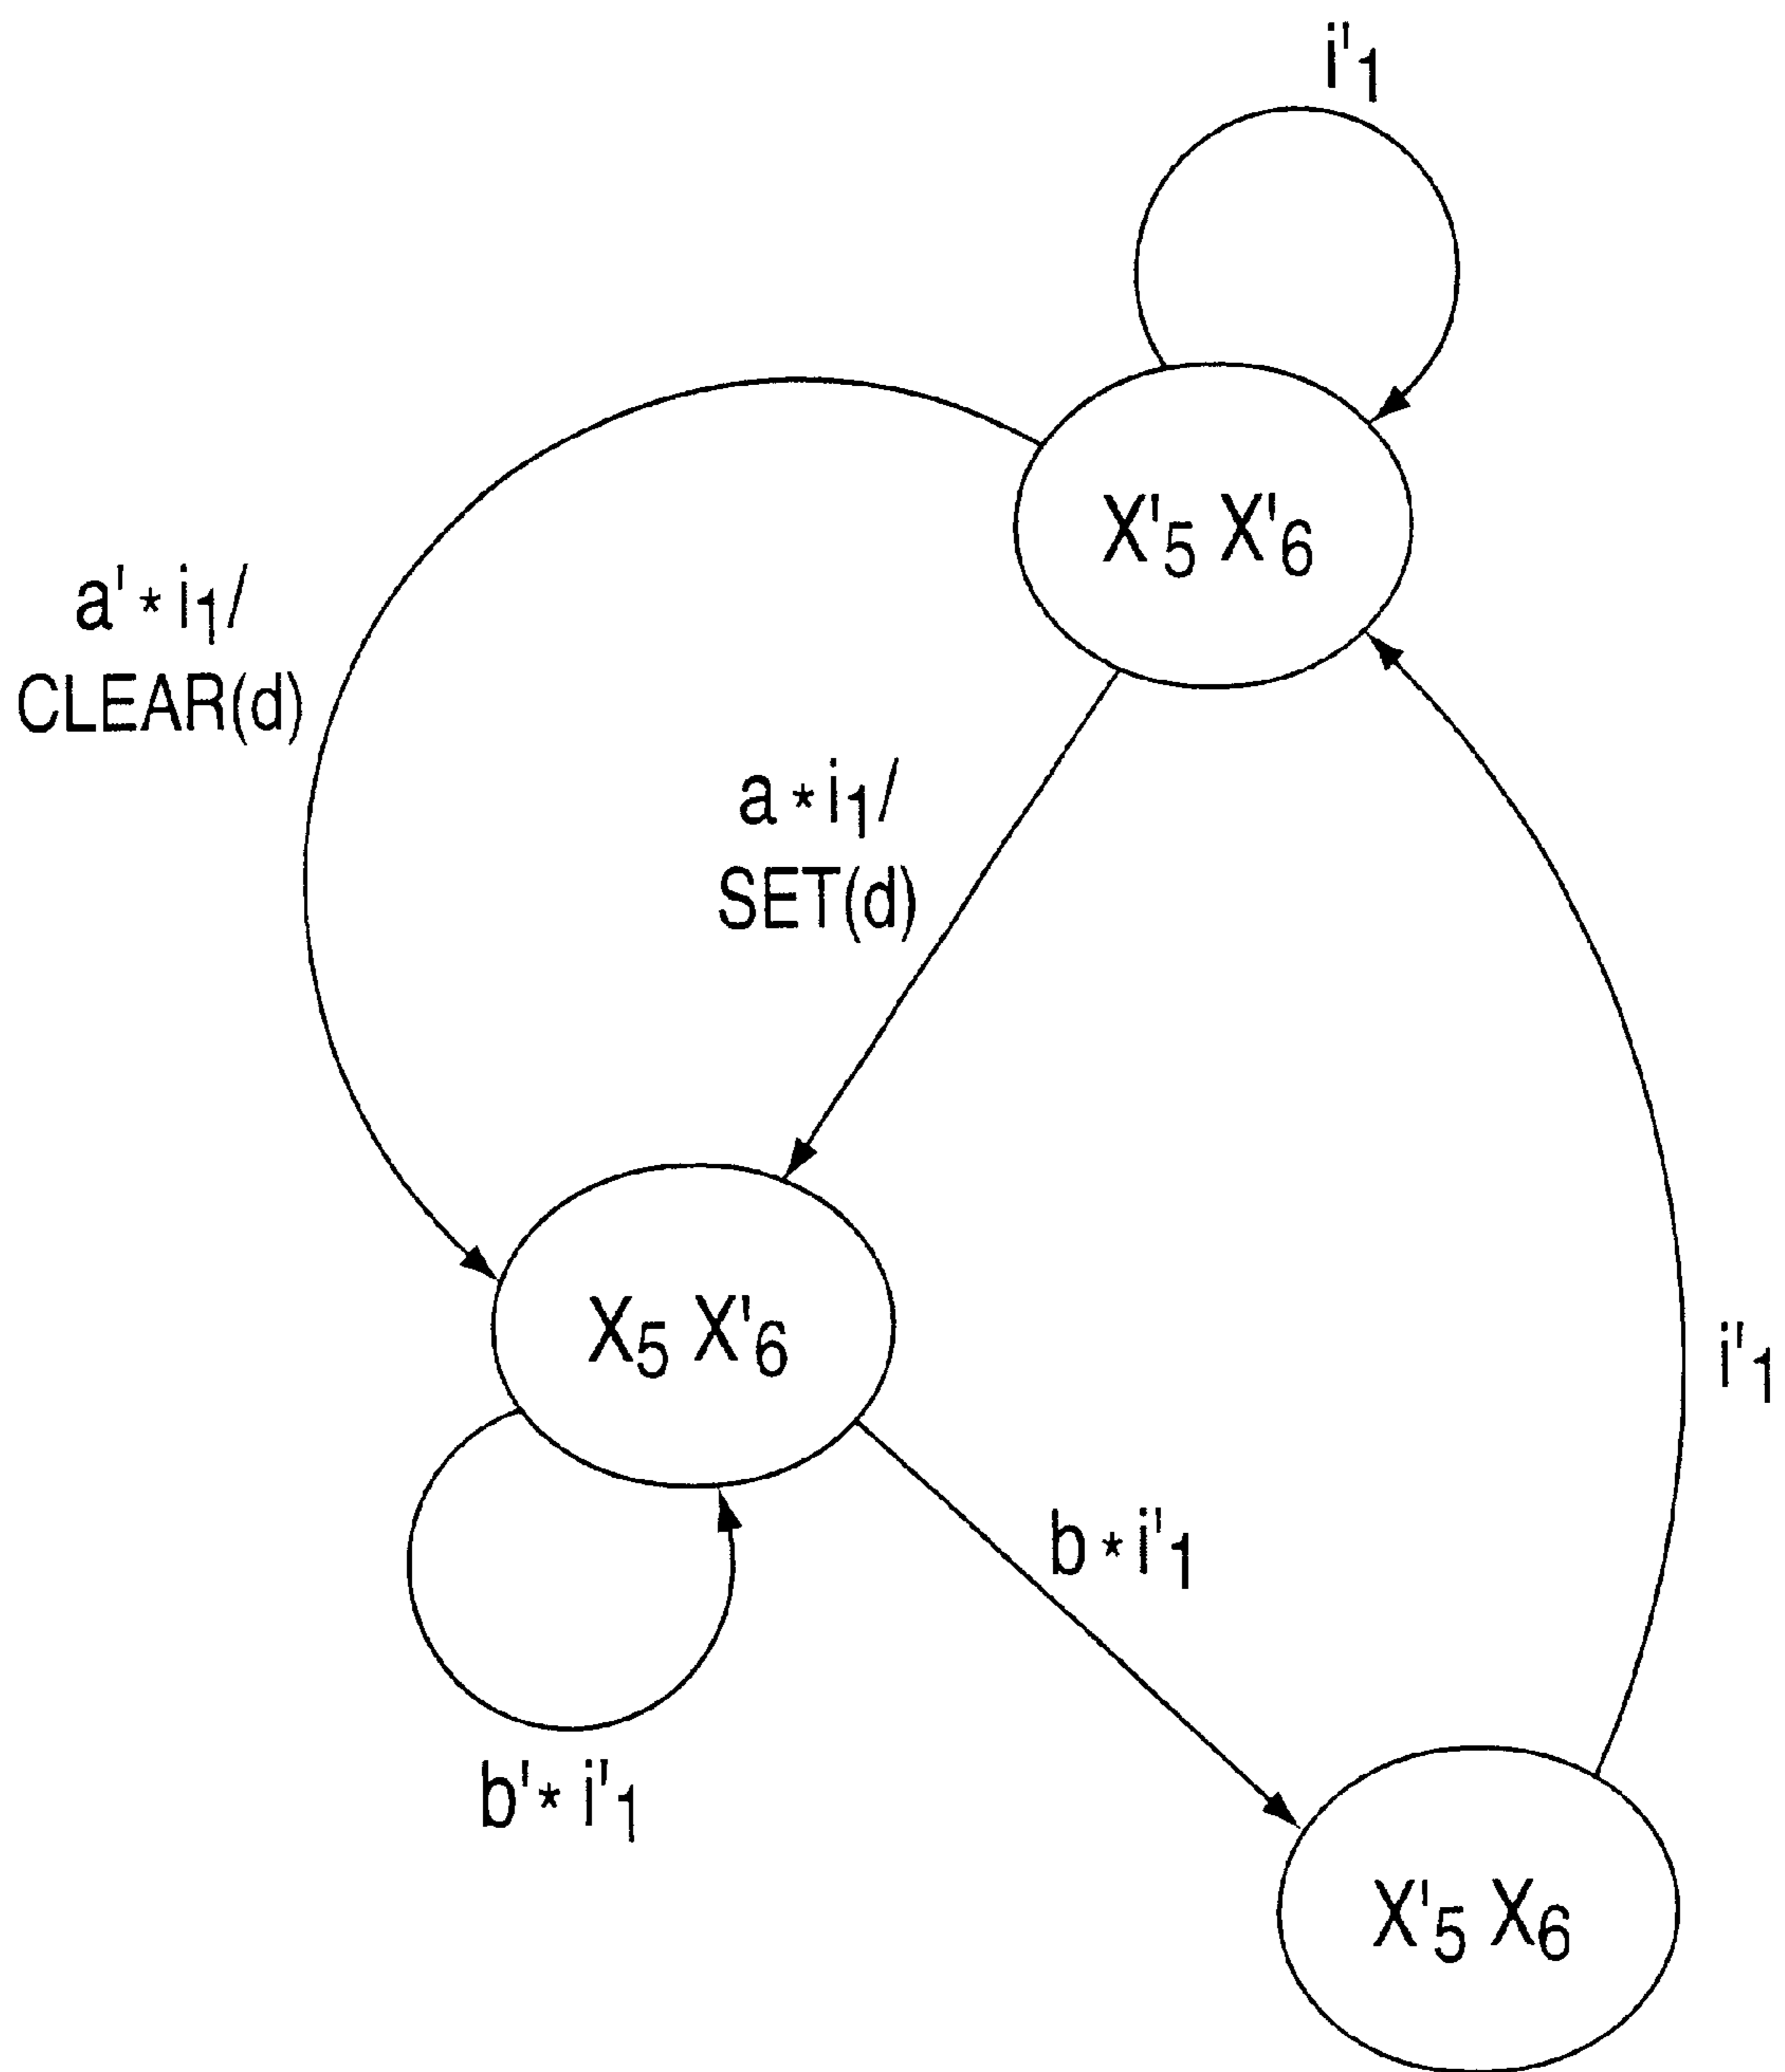 i'₁
X'₅ X'₆
a' * i₁/
CLEAR(d)
a * i₁/
SET(d)
X₅ X'₆
i'₁
b * i'₁
b' * i'₁
X'₅ X₆